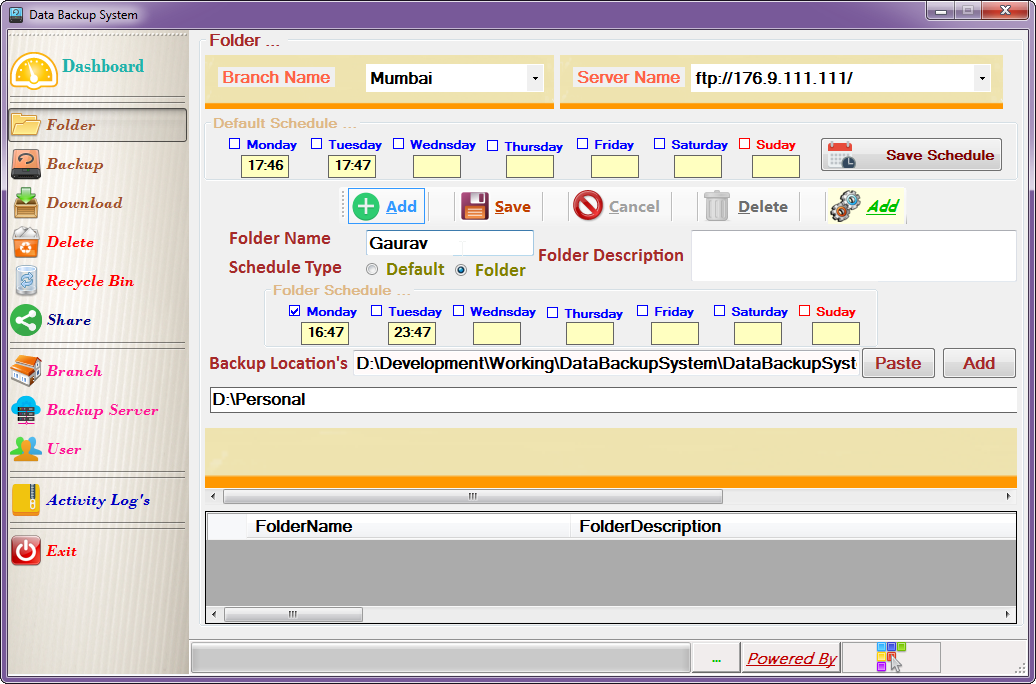 Data Backup System
Dashboard
Folder
Backup
Download
Delete
Recycle Bin
Share
Branch
Backup Server
User
Activity Log's
Exit
Folder ...
Branch Name Mumbai Server Name ftp://176.9.111.111/
Default Schedule ...
Monday Tuesday Wednsday Thursday Friday Saturday Suday
17:46 17:47
Save Schedule
Add Save Cancel Delete Add
Folder Name Gaurav
Folder Description
Schedule Type Default Folder
Folder Schedule ...
Monday Tuesday Wednsday Thursday Friday Saturday Suday
16:47 23:47
Backup Location's D:\Development\Working\DataBackupSystem\DataBackupSyst Paste Add
D:\Personal
FolderName FolderDescription
... Powered By